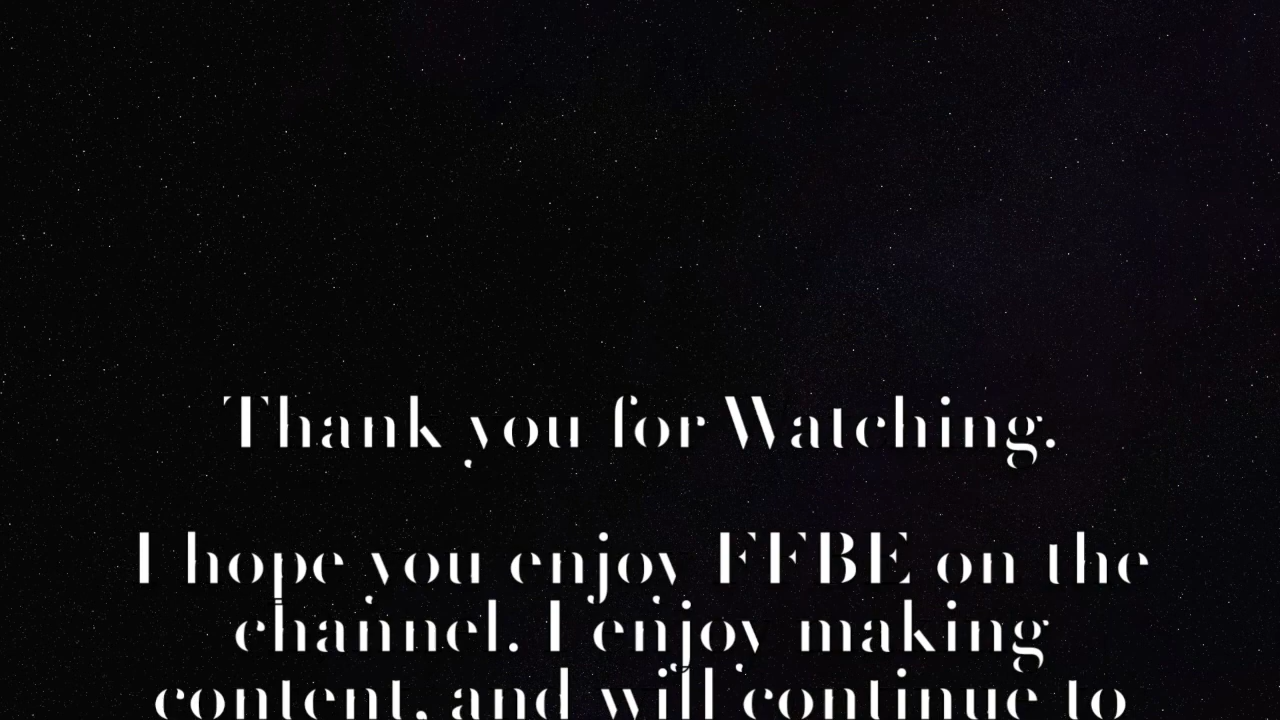 Thank you for Watching.
I hope you enjoy FFBE on the
channel. I enjoy making
content, and will continue to